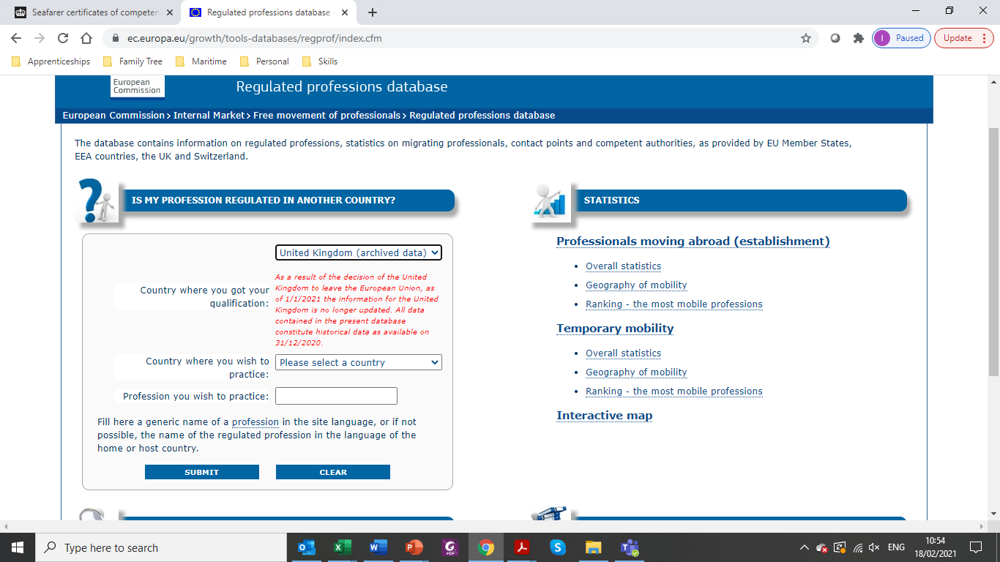 Seafarer certificates of competen
Regulated professions database
ec.europa.eu/growth/tools-databases/regprof/index.cfm
I Paused
Update
Apprenticeships
Family Tree
Maritime
Personal
Skills
European
Commission
Regulated professions database
European Commission > Internal Market > Free movement of professionals > Regulated professions database
The database contains information on regulated professions, statistics on migrating professionals, contact points and competent authorities, as provided by EU Member States,
EEA countries, the UK and Switzerland.
IS MY PROFESSION REGULATED IN ANOTHER COUNTRY?
United Kingdom (archived data)
Country where you got your
qualification:
As a result of the decision of the United
Kingdom to leave the European Union, as
of 1/1/2021 the information for the United
Kingdom is no longer updated. All data
contained in the present database
constitute historical data as available on
31/12/2020.
Country where you wish to
practice:
Please select a country
Profession you wish to practice:
Fill here a generic name of a profession in the site language, or if not
possible, the name of the regulated profession in the language of the
home or host country.
SUBMIT
CLEAR
STATISTICS
Professionals moving abroad (establishment)
• Overall statistics
• Geography of mobility
• Ranking - the most mobile professions
Temporary mobility
• Overall statistics
• Geography of mobility
• Ranking - the most mobile professions
Interactive map
Type here to search
ENG
10:54
18/02/2021